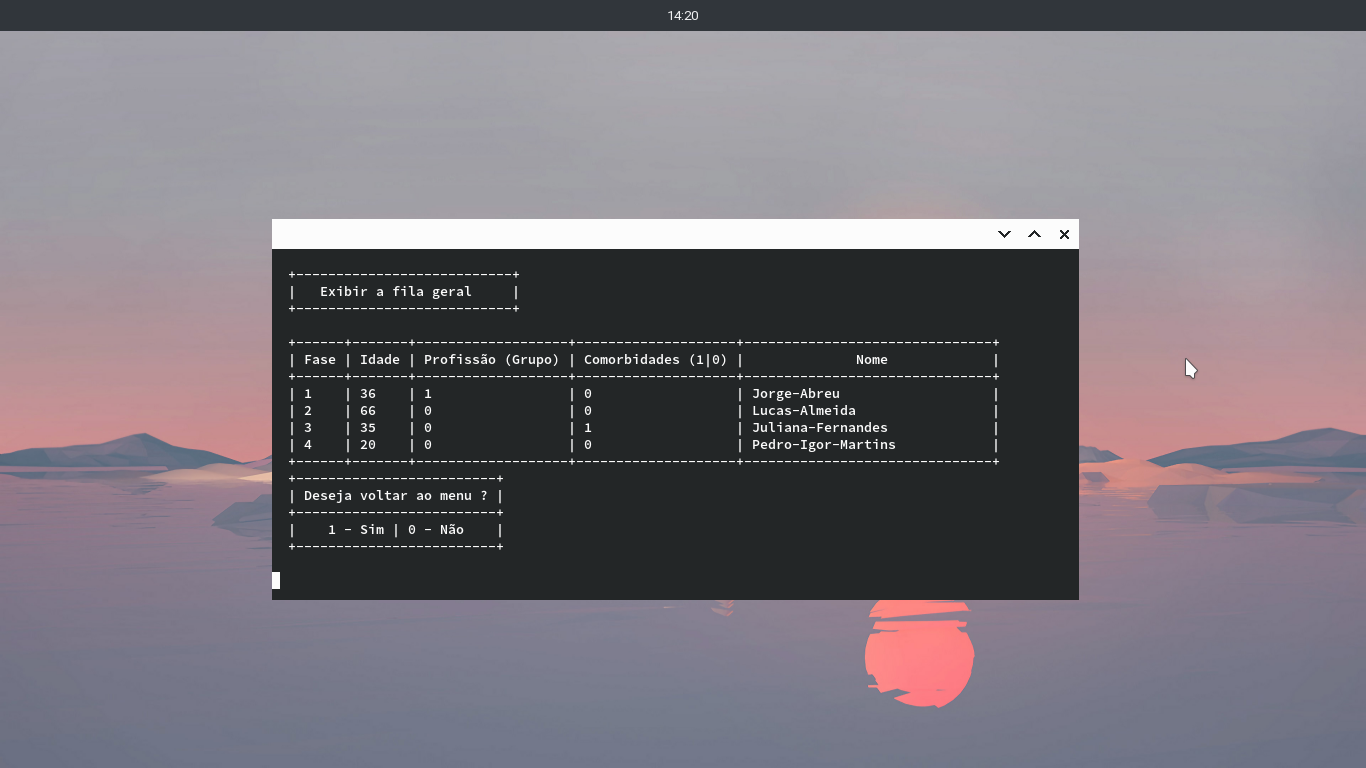 14:20
+---------------------------+
|   Exibir a fila geral     |
+---------------------------+
+------+-------+-------------------+--------------------+-------------------------------+
| Fase | Idade | Profissão (Grupo) | Comorbidades (1|0) |              Nome             |
+------+-------+-------------------+--------------------+-------------------------------+
| 1    | 36    | 1                 | 0                  | Jorge-Abreu                   |
| 2    | 66    | 0                 | 0                  | Lucas-Almeida                 |
| 3    | 35    | 0                 | 1                  | Juliana-Fernandes             |
| 4    | 20    | 0                 | 0                  | Pedro-Igor-Martins            |
+------+-------+-------------------+--------------------+-------------------------------+
+-------------------------+
| Deseja voltar ao menu ? |
+-------------------------+
|    1 - Sim | 0 - Não    |
+-------------------------+